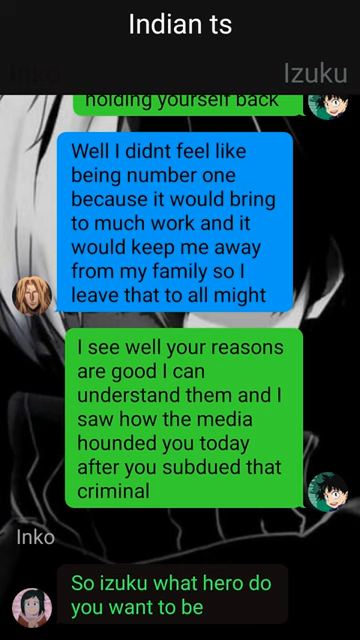 Indian ts
Inko
Izuku
holding yourself back
Well I didnt feel like
being number one
because it would bring
to much work and it
would keep me away
from my family so I
leave that to all might
I see well your reasons
are good I can
understand them and I
saw how the media
hounded you today
after you subdued that
criminal
Inko
So izuku what hero do
you want to be